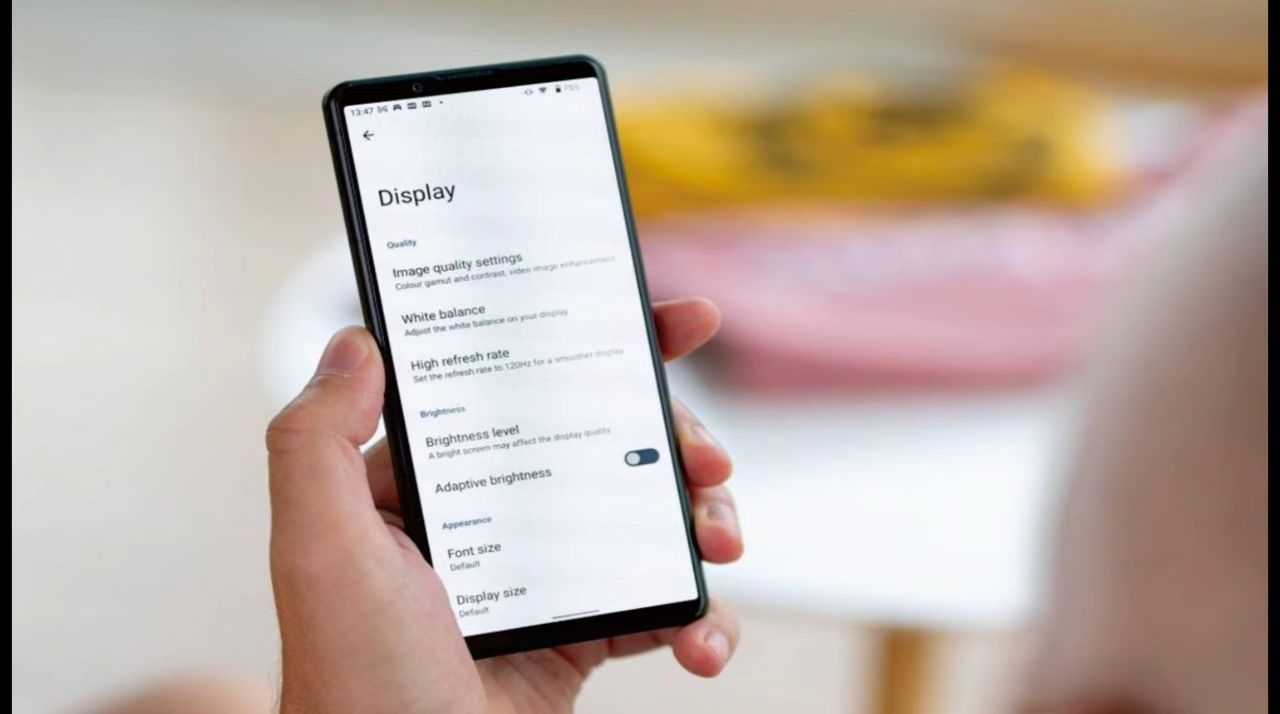 13:47
75%
Display
Quality
Image quality settings
Colour gamut and contrast, video image enhancement
White balance
Adjust the white balance on your display
High refresh rate
Set the refresh rate to 120Hz for a smoother display
Brightness
Brightness level
A bright screen may affect the display quality
Adaptive brightness
Appearance
Font size
Default
Display size
Default